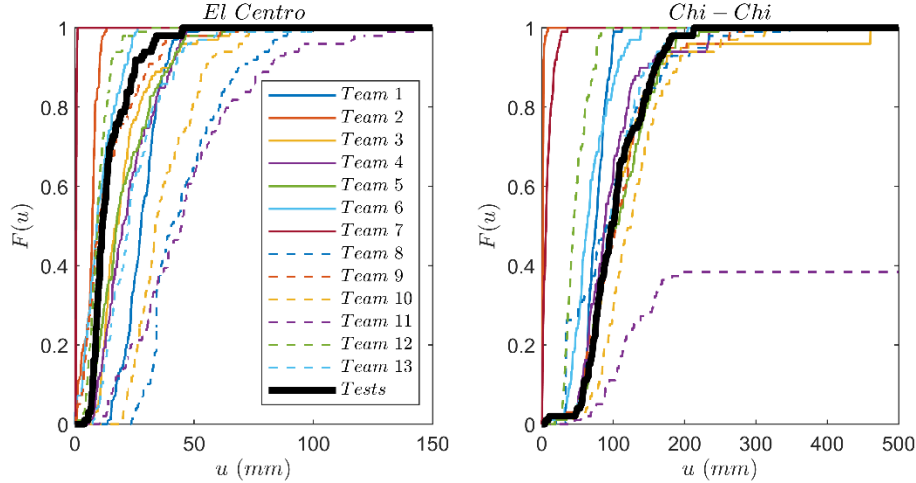 El Centro
1
0.8
0.6
0.4
0.2
0
F(u)
0 50 100 150
u (mm)
Team 1
Team 2
Team 3
Team 4
Team 5
Team 6
Team 7
Team 8
Team 9
Team 10
Team 11
Team 12
Team 13
Tests
Chi − Chi
1
0.8
0.6
0.4
0.2
0
F(u)
0 100 200 300 400 500
u (mm)